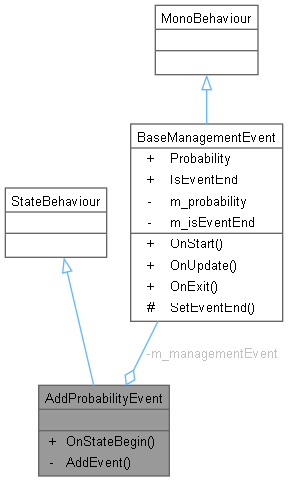 MonoBehaviour
BaseManagementEvent
+ Probability
+ IsEventEnd
- m_probability
- m_isEventEnd
+ OnStart()
+ OnUpdate()
+ OnExit()
# SetEventEnd()
StateBehaviour
-m_managementEvent
AddProbabilityEvent
+ OnStateBegin()
- AddEvent()